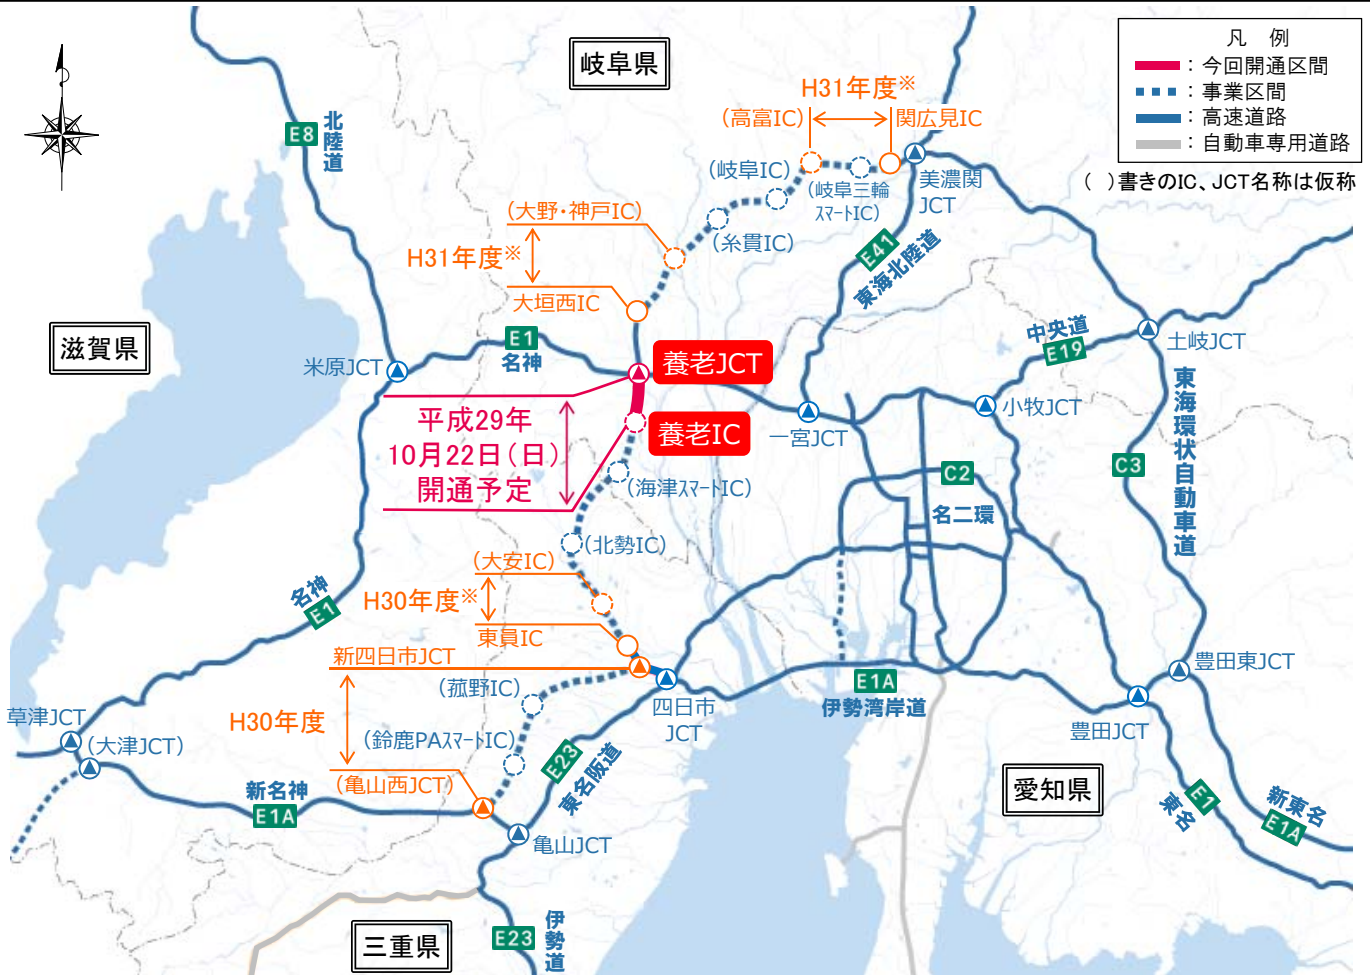 凡 例
：今回開通区間
：事業区間
：高速道路
：自動車専用道路
( )書きのIC、JCT名称は仮称
岐阜県
H31年度※
(高富IC)
関広見IC
E8
北陸道
(岐阜IC)
(岐阜三輪
スマートIC)
美濃関
JCT
(大野・神戸IC)
(糸貫IC)
H31年度※
E41
東海北陸道
大垣西IC
滋賀県
E1
名神
中央道
E19
土岐JCT
米原JCT
養老JCT
東海環状自動車道
平成29年
10月22日(日)
開通予定
養老IC
一宮JCT
小牧JCT
C3
(海津スマートIC)
C2
名二環
(北勢IC)
(大安IC)
名神
E1
H30年度※
東員IC
新四日市JCT
豊田東JCT
(菰野IC)
E1A
伊勢湾岸道
四日市
JCT
草津JCT
H30年度
豊田JCT
(大津JCT)
(鈴鹿PAスマートIC)
E23
東名阪道
(亀山西JCT)
新名神
E1A
愛知県
E1
東名
新東名
E1A
亀山JCT
三重県
E23
伊勢道